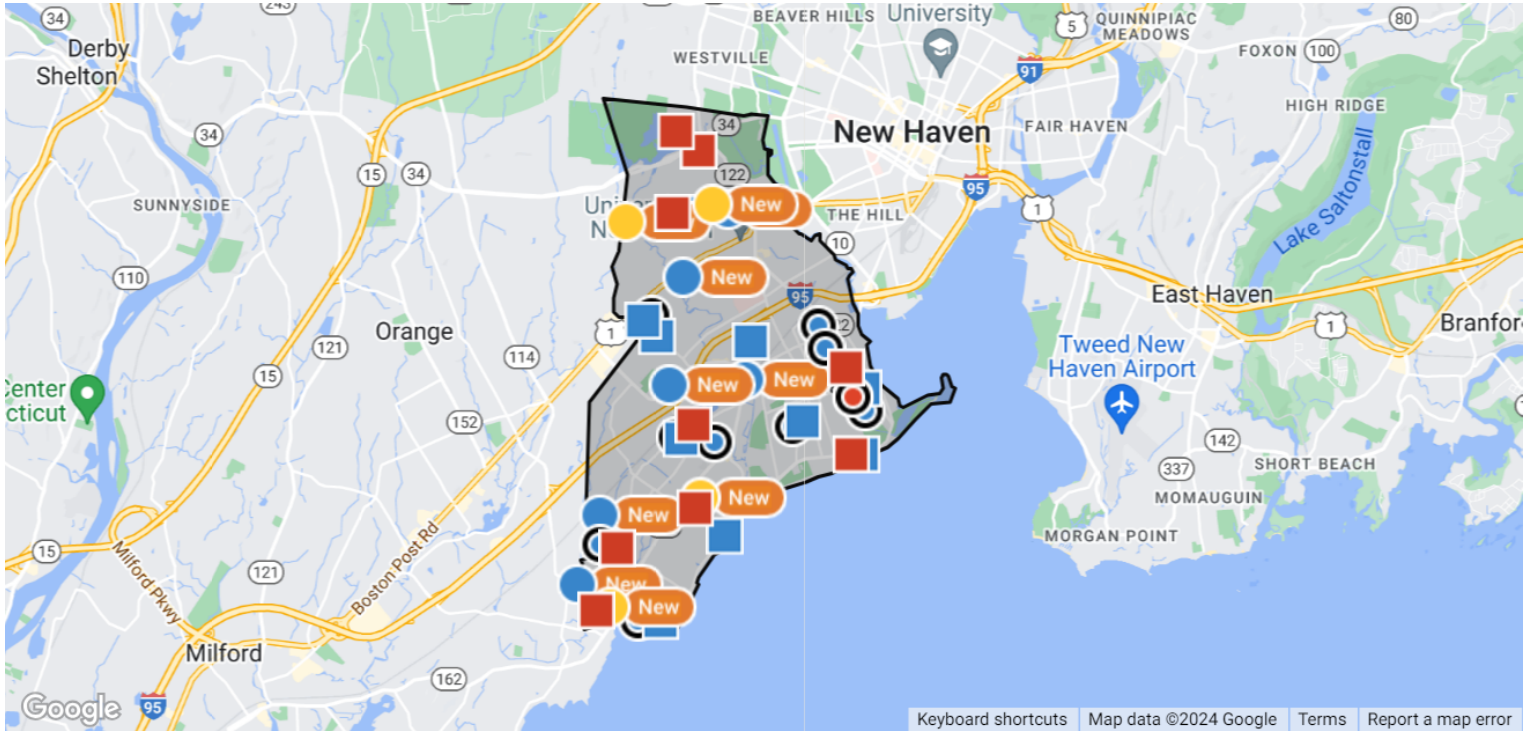 243
34
BEAVER HILLS
University
5
QUINNIPIAC
MEADOWS
80
Derby
Shelton
WESTVILLE
FOXON
100
91
HIGH RIDGE
34
34
New Haven
FAIR HAVEN
15
34
122
SUNNYSIDE
95
1
Lake Saltonstall
New
THE HILL
10
110
New
95
East Haven
1
Orange
1
121
114
Branfor
Tweed New
Haven Airport
15
New
New
Center
cticut
152
142
337
SHORT BEACH
New
MOMAUGUIN
New
MORGAN POINT
15
Milford Pkwy
121
Boston Post Rd
New
New
Milford
162
95
Google
Keyboard shortcuts
Map data ©2024 Google
Terms
Report a map error